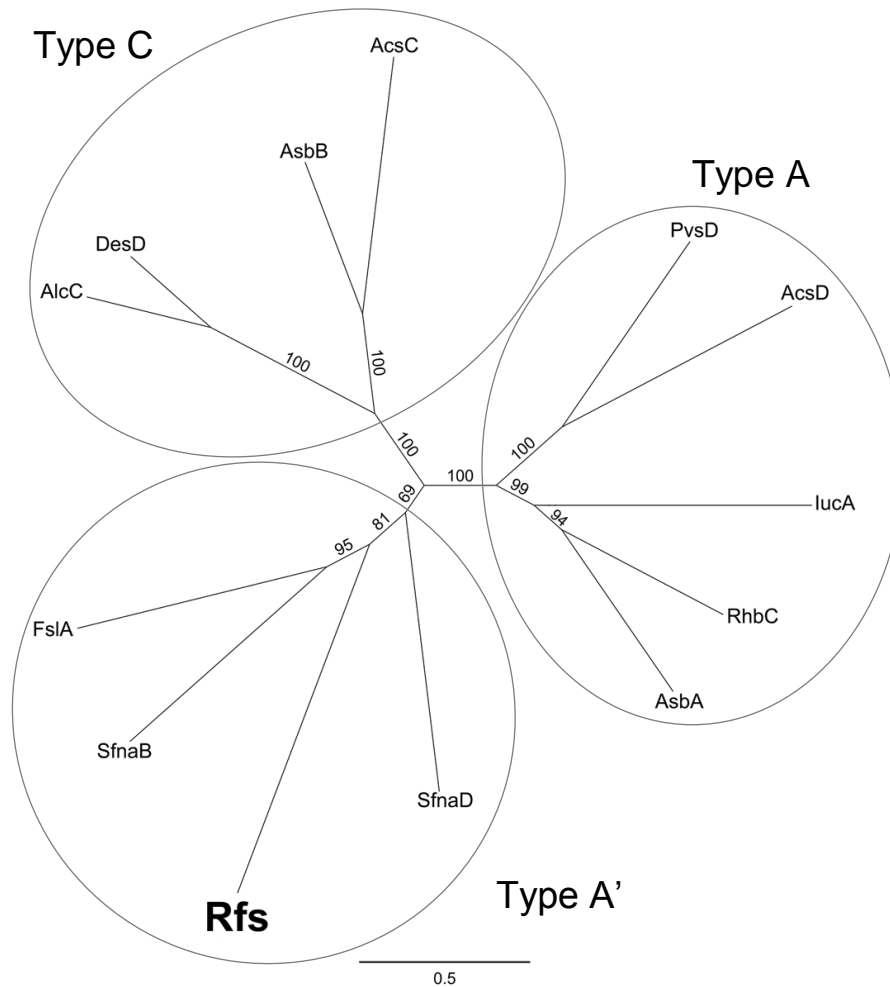 Type C
AcsC
AsbB
DesD
AlcC
100
100
100
Type A
PvsD
AcsD
100
100
99
94
IucA
RhbC
AsbA
69
81
95
FslA
SfnaB
SfnaD
Rfs
Type A’
0.5